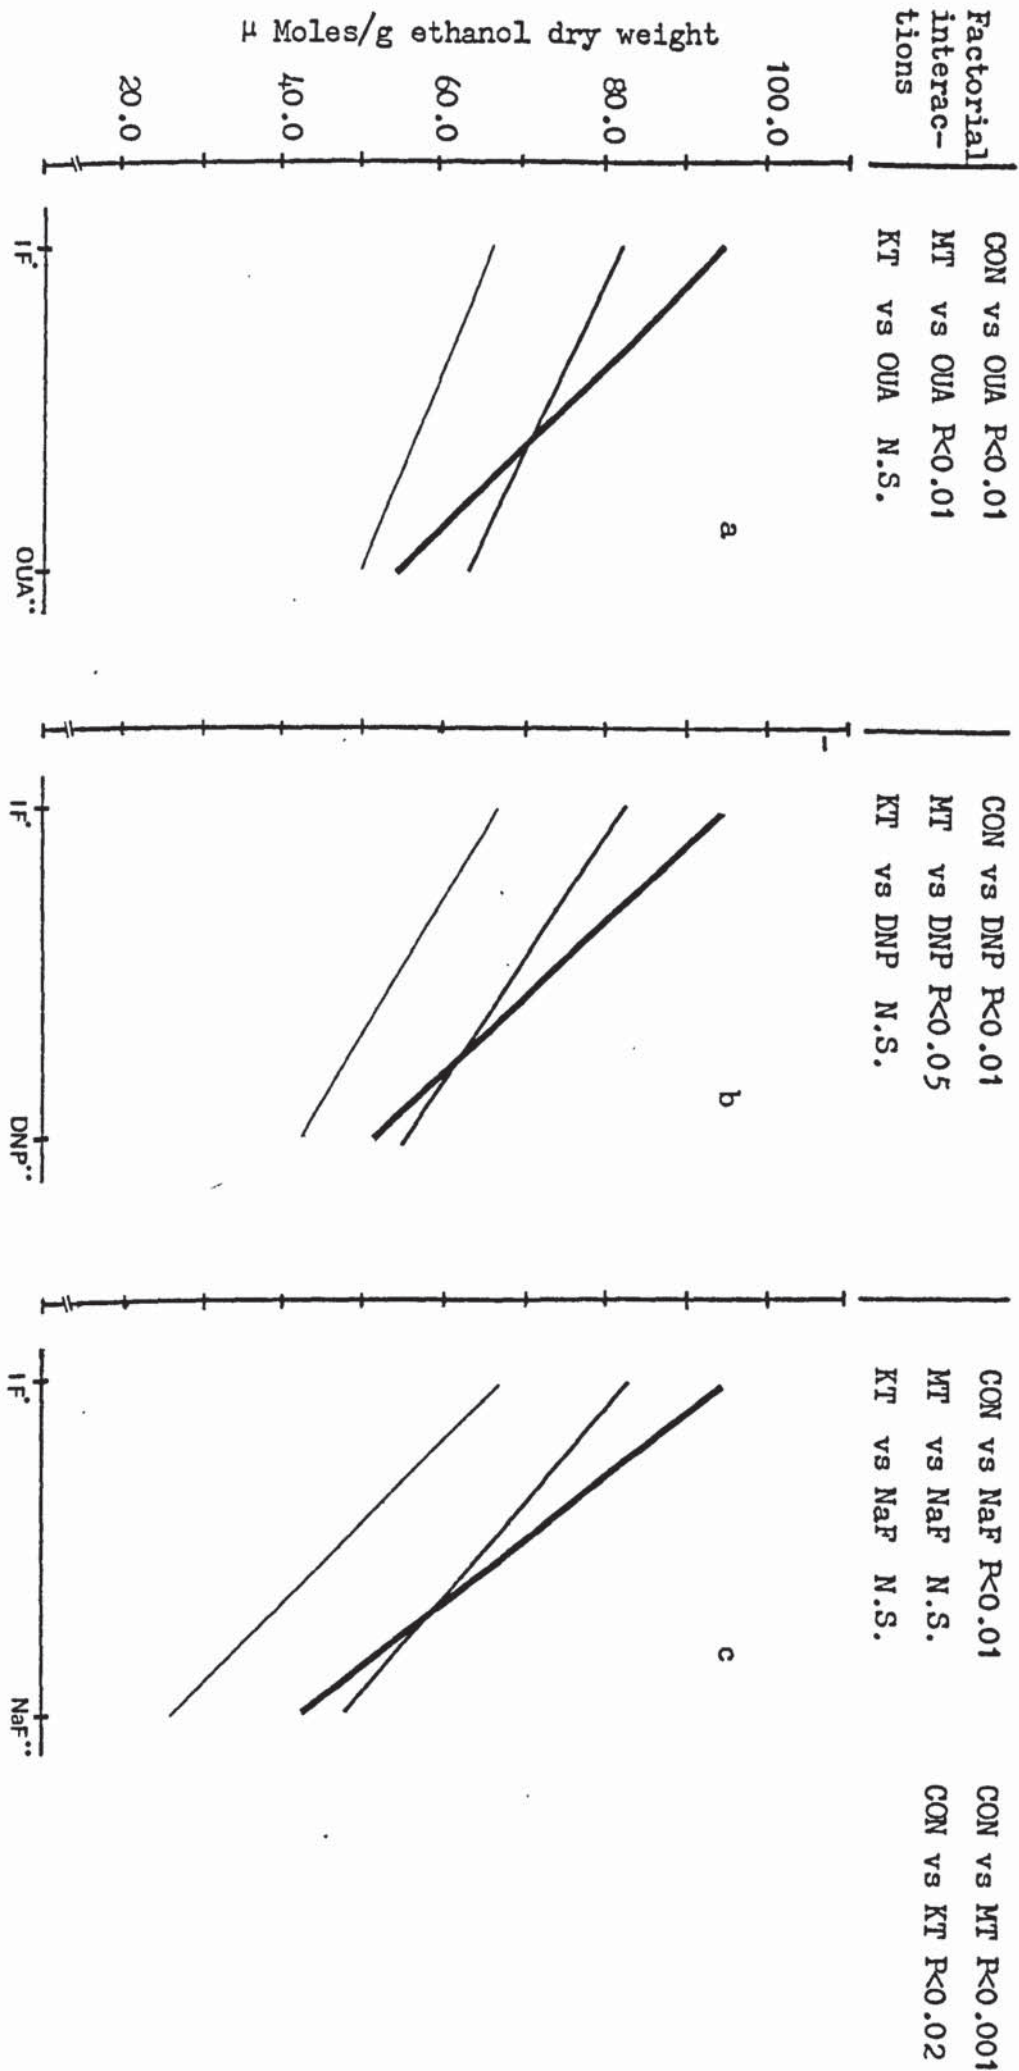 Factorial
interac-
tions
CON vs OUA P<0.01
MT vs OUA P<0.01
KT vs OUA N.S.
CON vs DNP P<0.01
MT vs DNP P<0.05
KT vs DNP N.S.
CON vs NaF P<0.01
MT vs NaF N.S.
KT vs NaF N.S.
CON vs MT P<0.001
CON vs KT P<0.02
μ Moles/g ethanol dry weight
100.0
80.0
60.0
40.0
20.0
a
b
c
IF•
OUA••
IF•
DNP••
IF•
NaF••